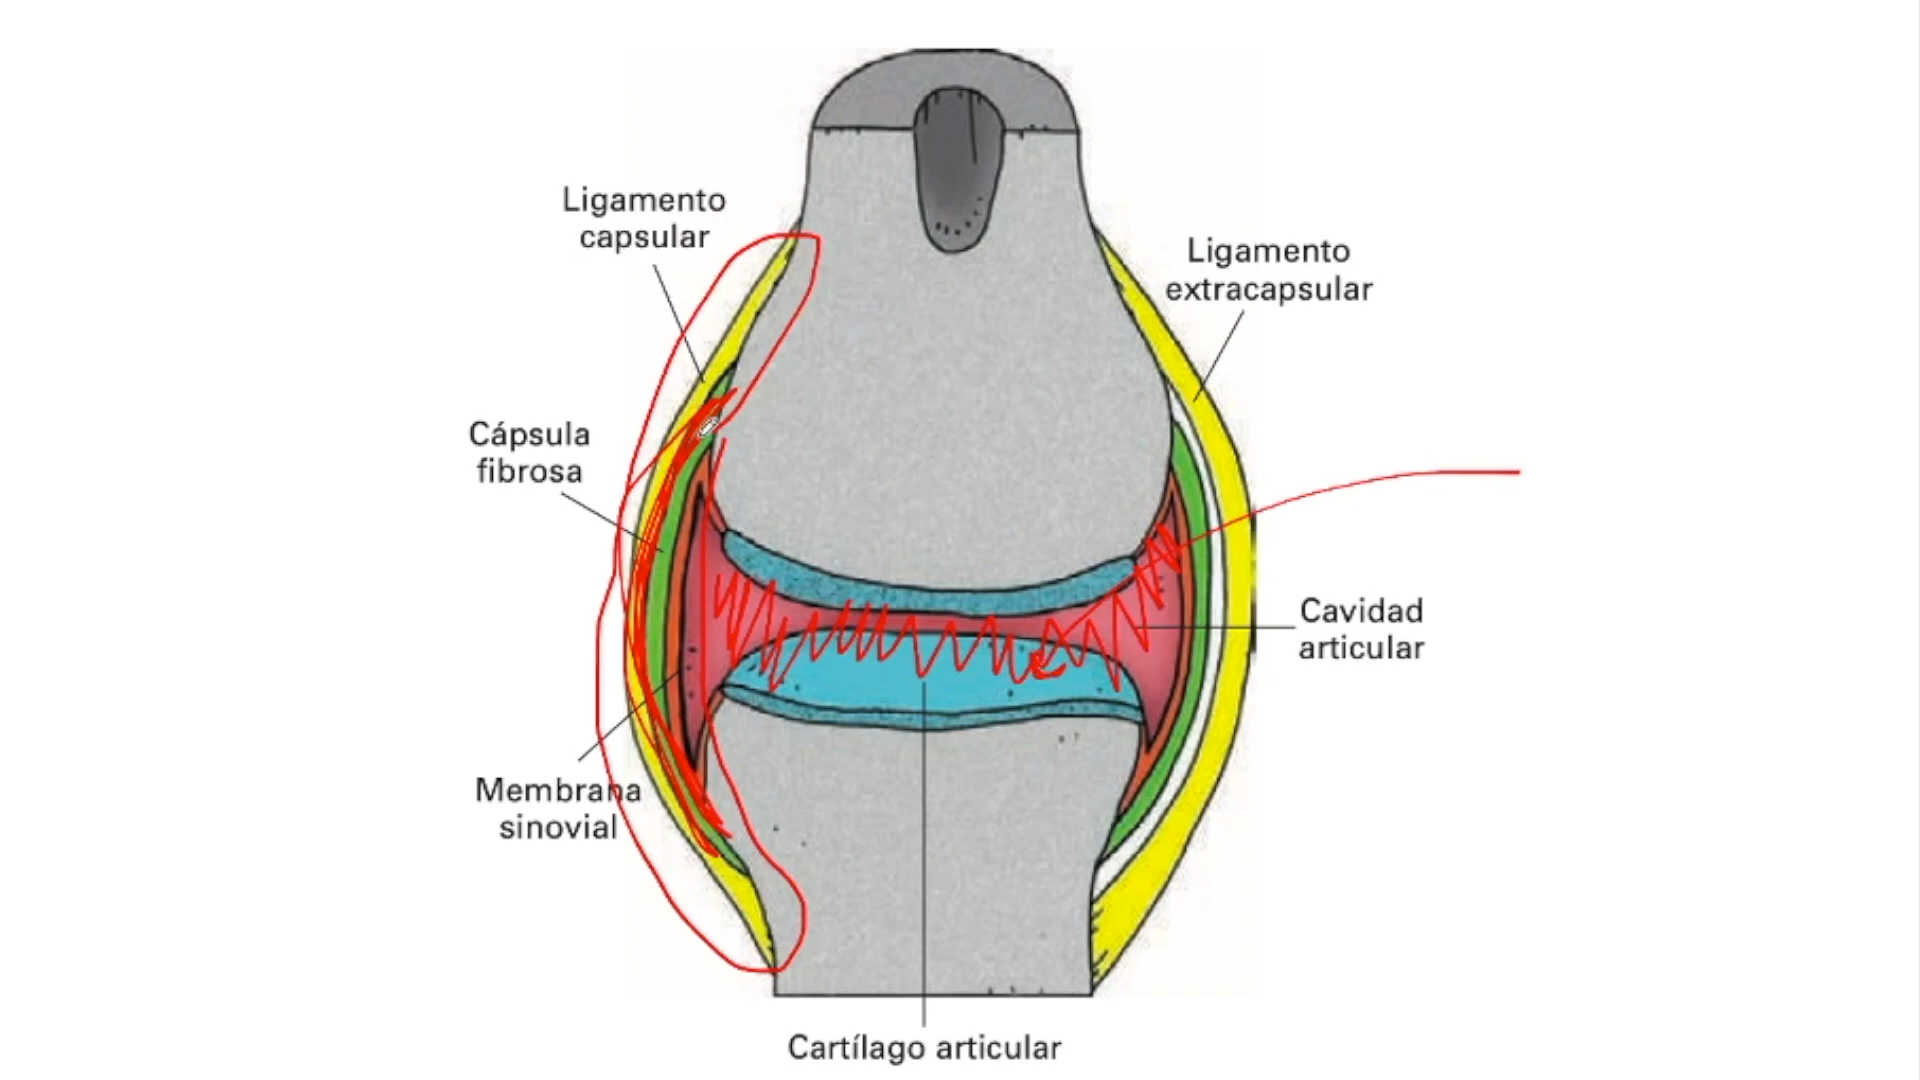 Ligamento
capsular
Ligamento
extracapsular
Cápsula
fibrosa
Cavidad
articular
Membrana
sinovial
Cartílago articular